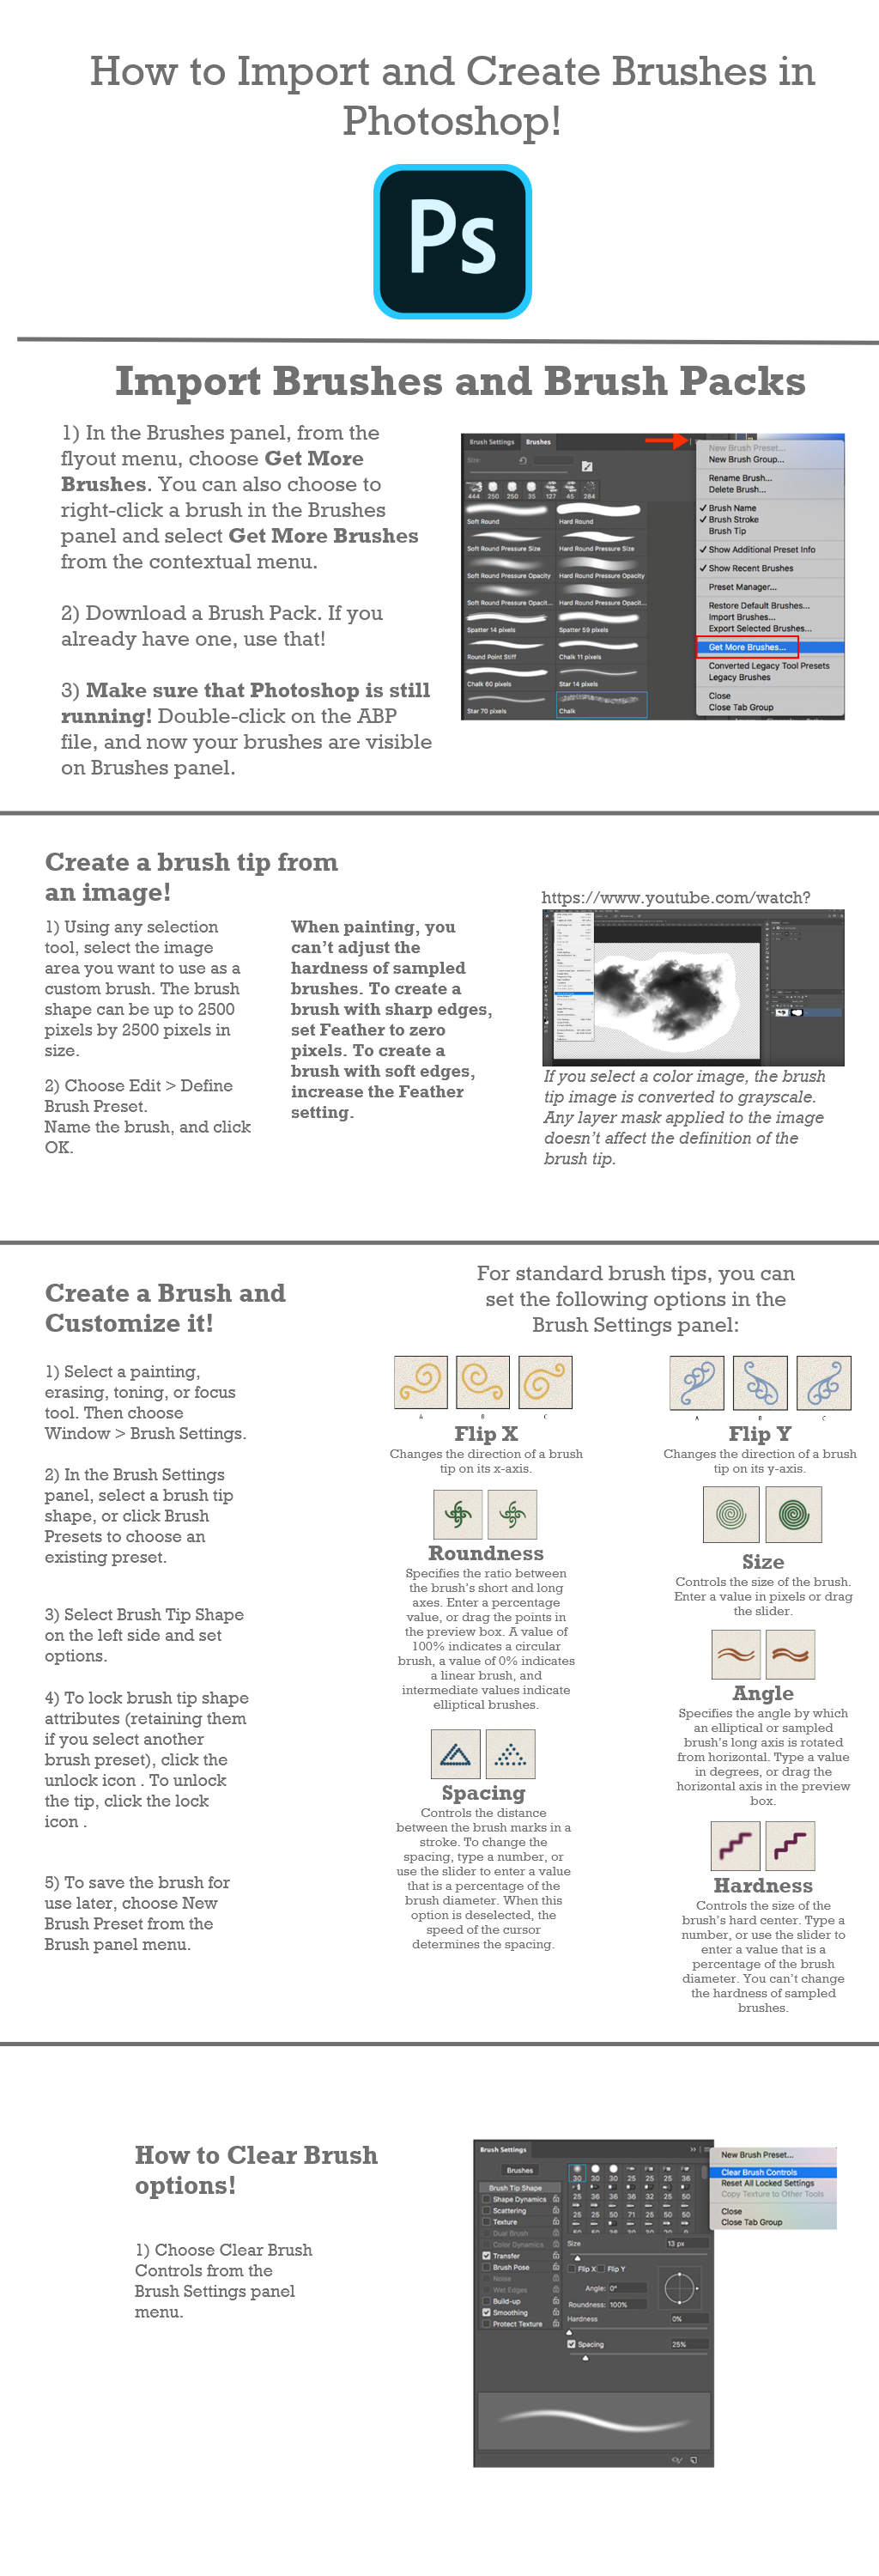 How to Import and Create Brushes in
Photoshop!
Ps
Import Brushes and Brush Packs
1) In the Brushes panel, from the
flyout menu, choose Get More
Brushes. You can also choose to
right-click a brush in the Brushes
panel and select Get More Brushes
from the contextual menu.
2) Download a Brush Pack. If you
already have one, use that!
3) Make sure that Photoshop is still
running! Double-click on the ABP
file, and now your brushes are visible
on Brushes panel.
Brush Settings Brushes
Size:
444 250 250 35 127 45 284
Soft Round Hard Round
Soft Round Pressure Size Hard Round Pressure Size
Soft Round Pressure Opacity Hard Round Pressure Opacity
Soft Round Pressure Opacit... Hard Round Pressure Opacit...
Spatter 14 pixels Spatter 59 pixels
Round Point Stiff Chalk 11 pixels
Chalk 60 pixels Star 14 pixels
Star 70 pixels Chalk
New Brush Preset...
New Brush Group...
Rename Brush...
Delete Brush...
Brush Name
Brush Stroke
Brush Tip
Show Additional Preset Info
Show Recent Brushes
Preset Manager...
Restore Default Brushes...
Import Brushes...
Export Selected Brushes...
Get More Brushes...
Converted Legacy Tool Presets
Legacy Brushes
Close
Close Tab Group
Create a brush tip from
an image!
1) Using any selection
tool, select the image
area you want to use as a
custom brush. The brush
shape can be up to 2500
pixels by 2500 pixels in
size.
2) Choose Edit > Define
Brush Preset.
Name the brush, and click
OK.
When painting, you
can't adjust the
hardness of sampled
brushes. To create a
brush with sharp edges,
set Feather to zero
pixels. To create a
brush with soft edges,
increase the Feather
setting.
https://www.youtube.com/watch?
If you select a color image, the brush
tip image is converted to grayscale.
Any layer mask applied to the image
doesn't affect the definition of the
brush tip.
Create a Brush and
Customize it!
1) Select a painting,
erasing, toning, or focus
tool. Then choose
Window > Brush Settings.
2) In the Brush Settings
panel, select a brush tip
shape, or click Brush
Presets to choose an
existing preset.
3) Select Brush Tip Shape
on the left side and set
options.
4) To lock brush tip shape
attributes (retaining them
if you select another
brush preset), click the
unlock icon . To unlock
the tip, click the lock
icon .
5) To save the brush for
use later, choose New
Brush Preset from the
Brush panel menu.
For standard brush tips, you can
set the following options in the
Brush Settings panel:
A B C
Flip X
Changes the direction of a brush
tip on its x-axis.
Roundness
Specifies the ratio between
the brush's short and long
axes. Enter a percentage
value, or drag the points in
the preview box. A value of
100% indicates a circular
brush, a value of 0% indicates
a linear brush, and
intermediate values indicate
elliptical brushes.
Spacing
Controls the distance
between the brush marks in a
stroke. To change the
spacing, type a number, or
use the slider to enter a value
that is a percentage of the
brush diameter. When this
option is deselected, the
speed of the cursor
determines the spacing.
A B C
Flip Y
Changes the direction of a brush
tip on its y-axis.
Size
Controls the size of the brush.
Enter a value in pixels or drag
the slider.
Angle
Specifies the angle by which
an elliptical or sampled
brush's long axis is rotated
from horizontal. Type a value
in degrees, or drag the
horizontal axis in the preview
box.
Hardness
Controls the size of the
brush's hard center. Type a
number, or use the slider to
enter a value that is a
percentage of the brush
diameter. You can't change
the hardness of sampled
brushes.
How to Clear Brush
options!
1) Choose Clear Brush
Controls from the
Brush Settings panel
menu.
Brush Settings
Brushes
Brush Tip Shape
Shape Dynamics
Scattering
Texture
Dual Brush
Color Dynamics
Transfer
Brush Pose
Noise
Wet Edges
Build-up
Smoothing
Protect Texture
30 30 30 25 25 25 36
25 36 36 36 32 25 50
25 25 50 71 25 50 50
Size 13 px
Flip X Flip Y
Angle: 0°
Roundness: 100%
Hardness 0%
Spacing 25%
New Brush Preset...
Clear Brush Controls
Reset All Locked Settings
Copy Texture to Other Tools
Close
Close Tab Group